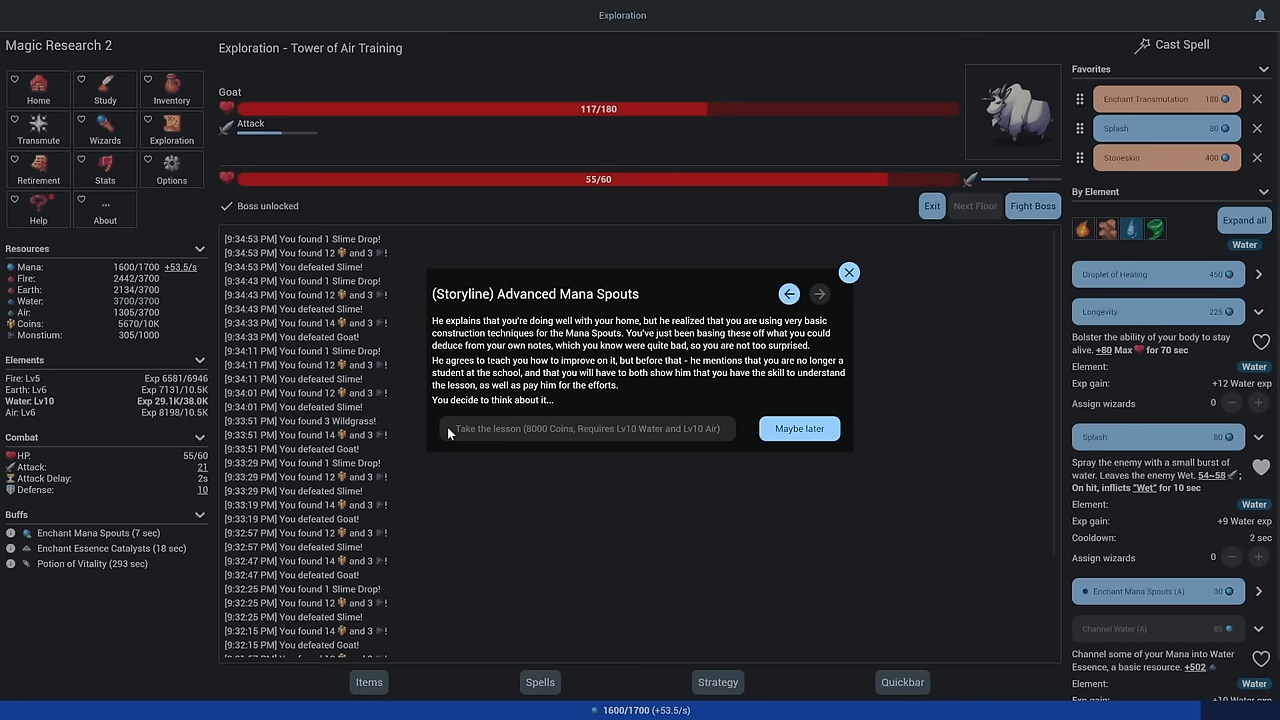 Exploration
Magic Research 2
Home
Study
Inventory
Transmute
Wizards
Exploration
Retirement
Stats
Options
Help
About
Resources
Mana: 1600/1700 +53.5/s
Fire: 2442/3700
Earth: 2134/3700
Water: 3700/3700
Air: 1305/3700
Coins: 5670/10K
Monstium: 305/1000
Elements
Fire: Lv5 Exp 6581/6946
Earth: Lv6 Exp 7131/10.5K
Water: Lv10 Exp 29.1K/38.0K
Air: Lv6 Exp 8198/10.5K
Combat
HP: 55/60
Attack: 21
Attack Delay: 2s
Defense: 10
Buffs
Enchant Mana Spouts (7 sec)
Enchant Essence Catalysts (18 sec)
Potion of Vitality (293 sec)
Exploration - Tower of Air Training
Goat
117/180
Attack
55/60
Boss unlocked
Exit
Next Floor
Fight Boss
[9:34:53 PM] You found 1 Slime Drop!
[9:34:53 PM] You found 12 and 3 !
[9:34:53 PM] You defeated Slime!
[9:34:43 PM] You found 1 Slime Drop!
[9:34:43 PM] You found 12 and 3 !
[9:34:43 PM] You defeated Slime!
[9:34:33 PM] You found 14 and 3 !
[9:34:33 PM] You defeated Goat!
[9:34:11 PM] You found 1 Slime Drop!
[9:34:11 PM] You found 12 and 3 !
[9:34:11 PM] You defeated Slime!
[9:34:01 PM] You found 12 and 3 !
[9:34:01 PM] You defeated Slime!
[9:33:51 PM] You found 3 Wildgrass!
[9:33:51 PM] You found 14 and 3 !
[9:33:51 PM] You defeated Goat!
[9:33:29 PM] You found 1 Slime Drop!
[9:33:29 PM] You found 12 and 3 !
[9:33:29 PM] You defeated Slime!
[9:33:19 PM] You found 14 and 3 !
[9:33:19 PM] You defeated Goat!
[9:32:57 PM] You found 12 and 3 !
[9:32:57 PM] You defeated Slime!
[9:32:47 PM] You found 14 and 3 !
[9:32:47 PM] You defeated Goat!
[9:32:25 PM] You found 1 Slime Drop!
[9:32:25 PM] You found 12 and 3 !
[9:32:25 PM] You defeated Slime!
[9:32:15 PM] You found 14 and 3 !
[9:32:15 PM] You defeated Goat!
(Storyline) Advanced Mana Spouts
He explains that you're doing well with your home, but he realized that you are using very basic
construction techniques for the Mana Spouts. You've just been basing these off what you could
deduce from your own notes, which you know were quite bad, so you are not too surprised.
He agrees to teach you how to improve on it, but before that - he mentions that you are no longer a
student at the school, and that you will have to both show him that you have the skill to understand
the lesson, as well as pay him for the efforts.
You decide to think about it...
Take the lesson (8000 Coins, Requires Lv10 Water and Lv10 Air)
Maybe later
Items
Spells
Strategy
Quickbar
1600/1700 (+53.5/s)
Cast Spell
Favorites
Enchant Transmutation 180
Splash 80
Stoneskin 400
By Element
Expand all
Water
Droplet of Healing 450
Longevity 225
Bolster the ability of your body to stay
alive. +80 Max for 70 sec
Element: Water
Exp gain: +12 Water exp
Assign wizards 0
Splash 80
Spray the enemy with a small burst of
water. Leaves the enemy Wet. 54~58 ;
On hit, inflicts "Wet" for 10 sec
Element: Water
Exp gain: +9 Water exp
Cooldown: 2 sec
Assign wizards 0
Enchant Mana Spouts (A) 30
Channel Water (A) 85
Channel some of your Mana into Water
Essence, a basic resource. +502
Element: Water
Exp gain: +10 Water exp